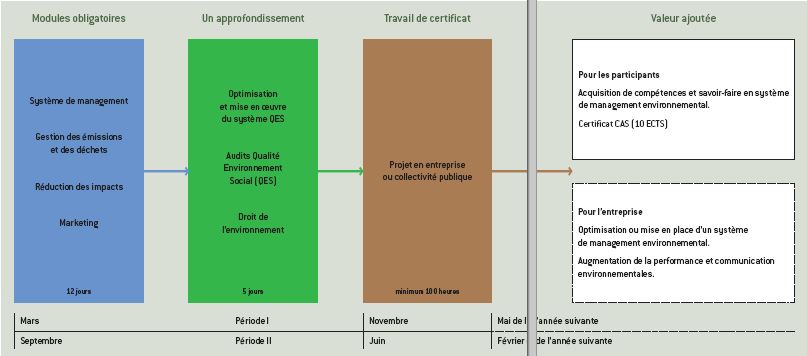 Modules obligatoires
Un approfondissement
Travail de certificat
Valeur ajoutée
Système de management
Gestion des émissions
et des déchets
Réduction des impacts
Marketing
12 jours
Optimisation
et mise en œuvre
du système QES
Audits Qualité
Environnement
Social (QES)
Droit de
l'environnement
5 jours
Projet en entreprise
ou collectivité publique
minimum 100 heures
Pour les participants
Acquisition de compétences et savoir-faire en système
de management environnemental.
Certificat CAS (10 ECTS)
Pour l'entreprise
Optimisation ou mise en place d'un système
de management environnemental.
Augmentation de la performance et communication
environnementales.
Mars Période I Novembre Mai de l'année suivante
Septembre Période II Juin Février de l'année suivante